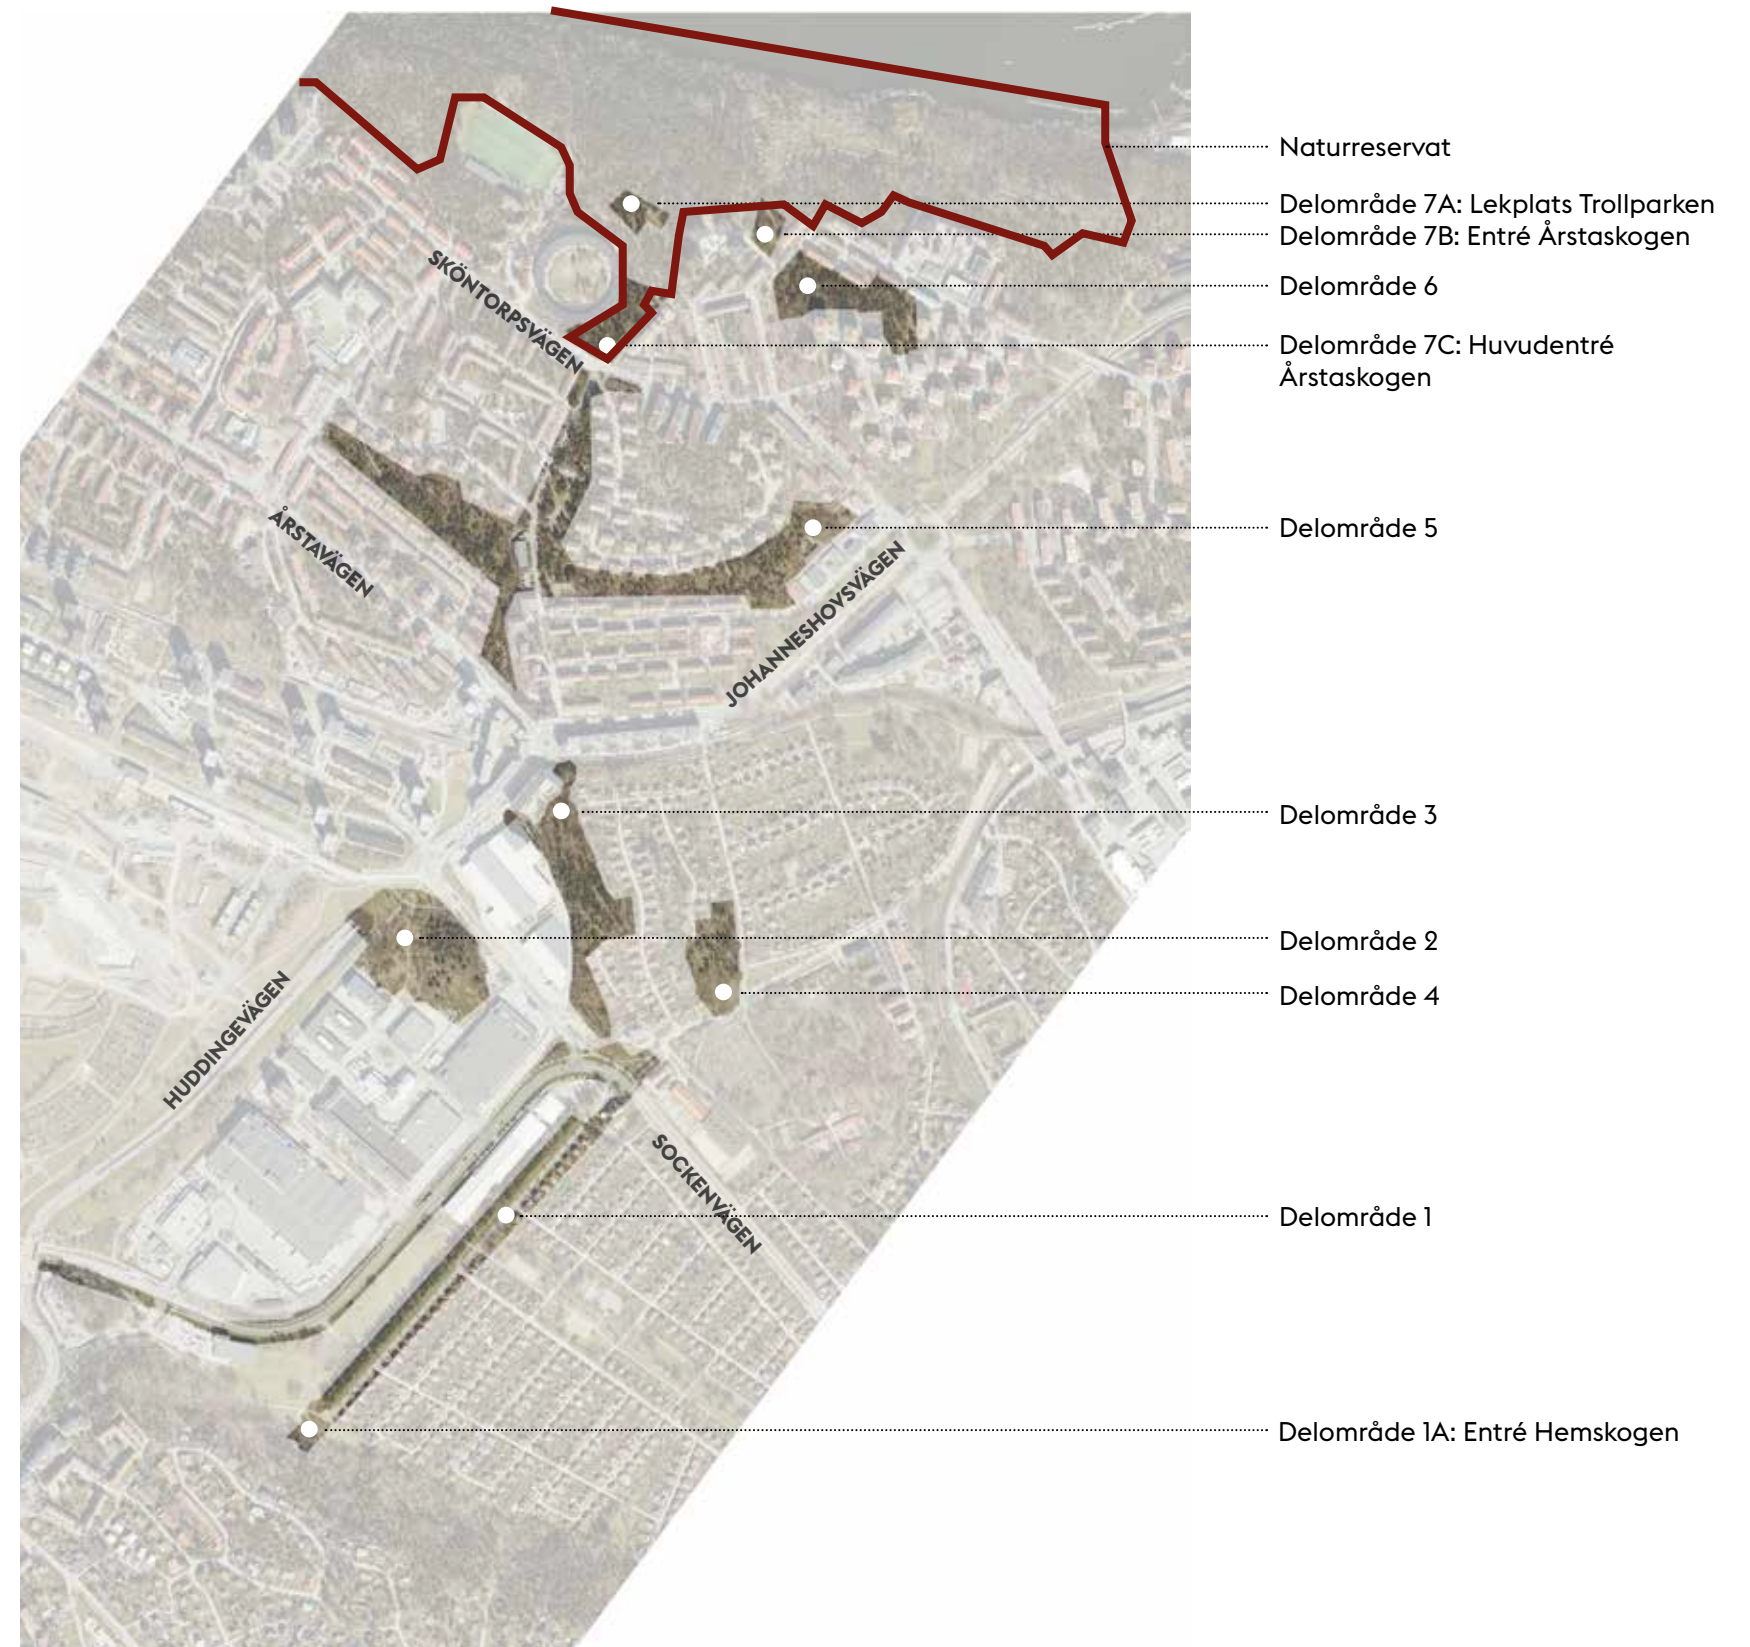 Naturreservat
Delområde 7A: Lekplats Trollparken
Delområde 7B: Entré Årstaskogen
SKÖNTORPSVÄGEN
Delområde 6
Delområde 7C: Huvudentré
Årstaskogen
ÅRSTAVÄGEN
Delområde 5
JOHANNESHOVSVÄGEN
Delområde 3
Delområde 2
HUDDINGEVÄGEN
Delområde 4
SOCKENVÄGEN
Delområde 1
Delområde 1A: Entré Hemskogen